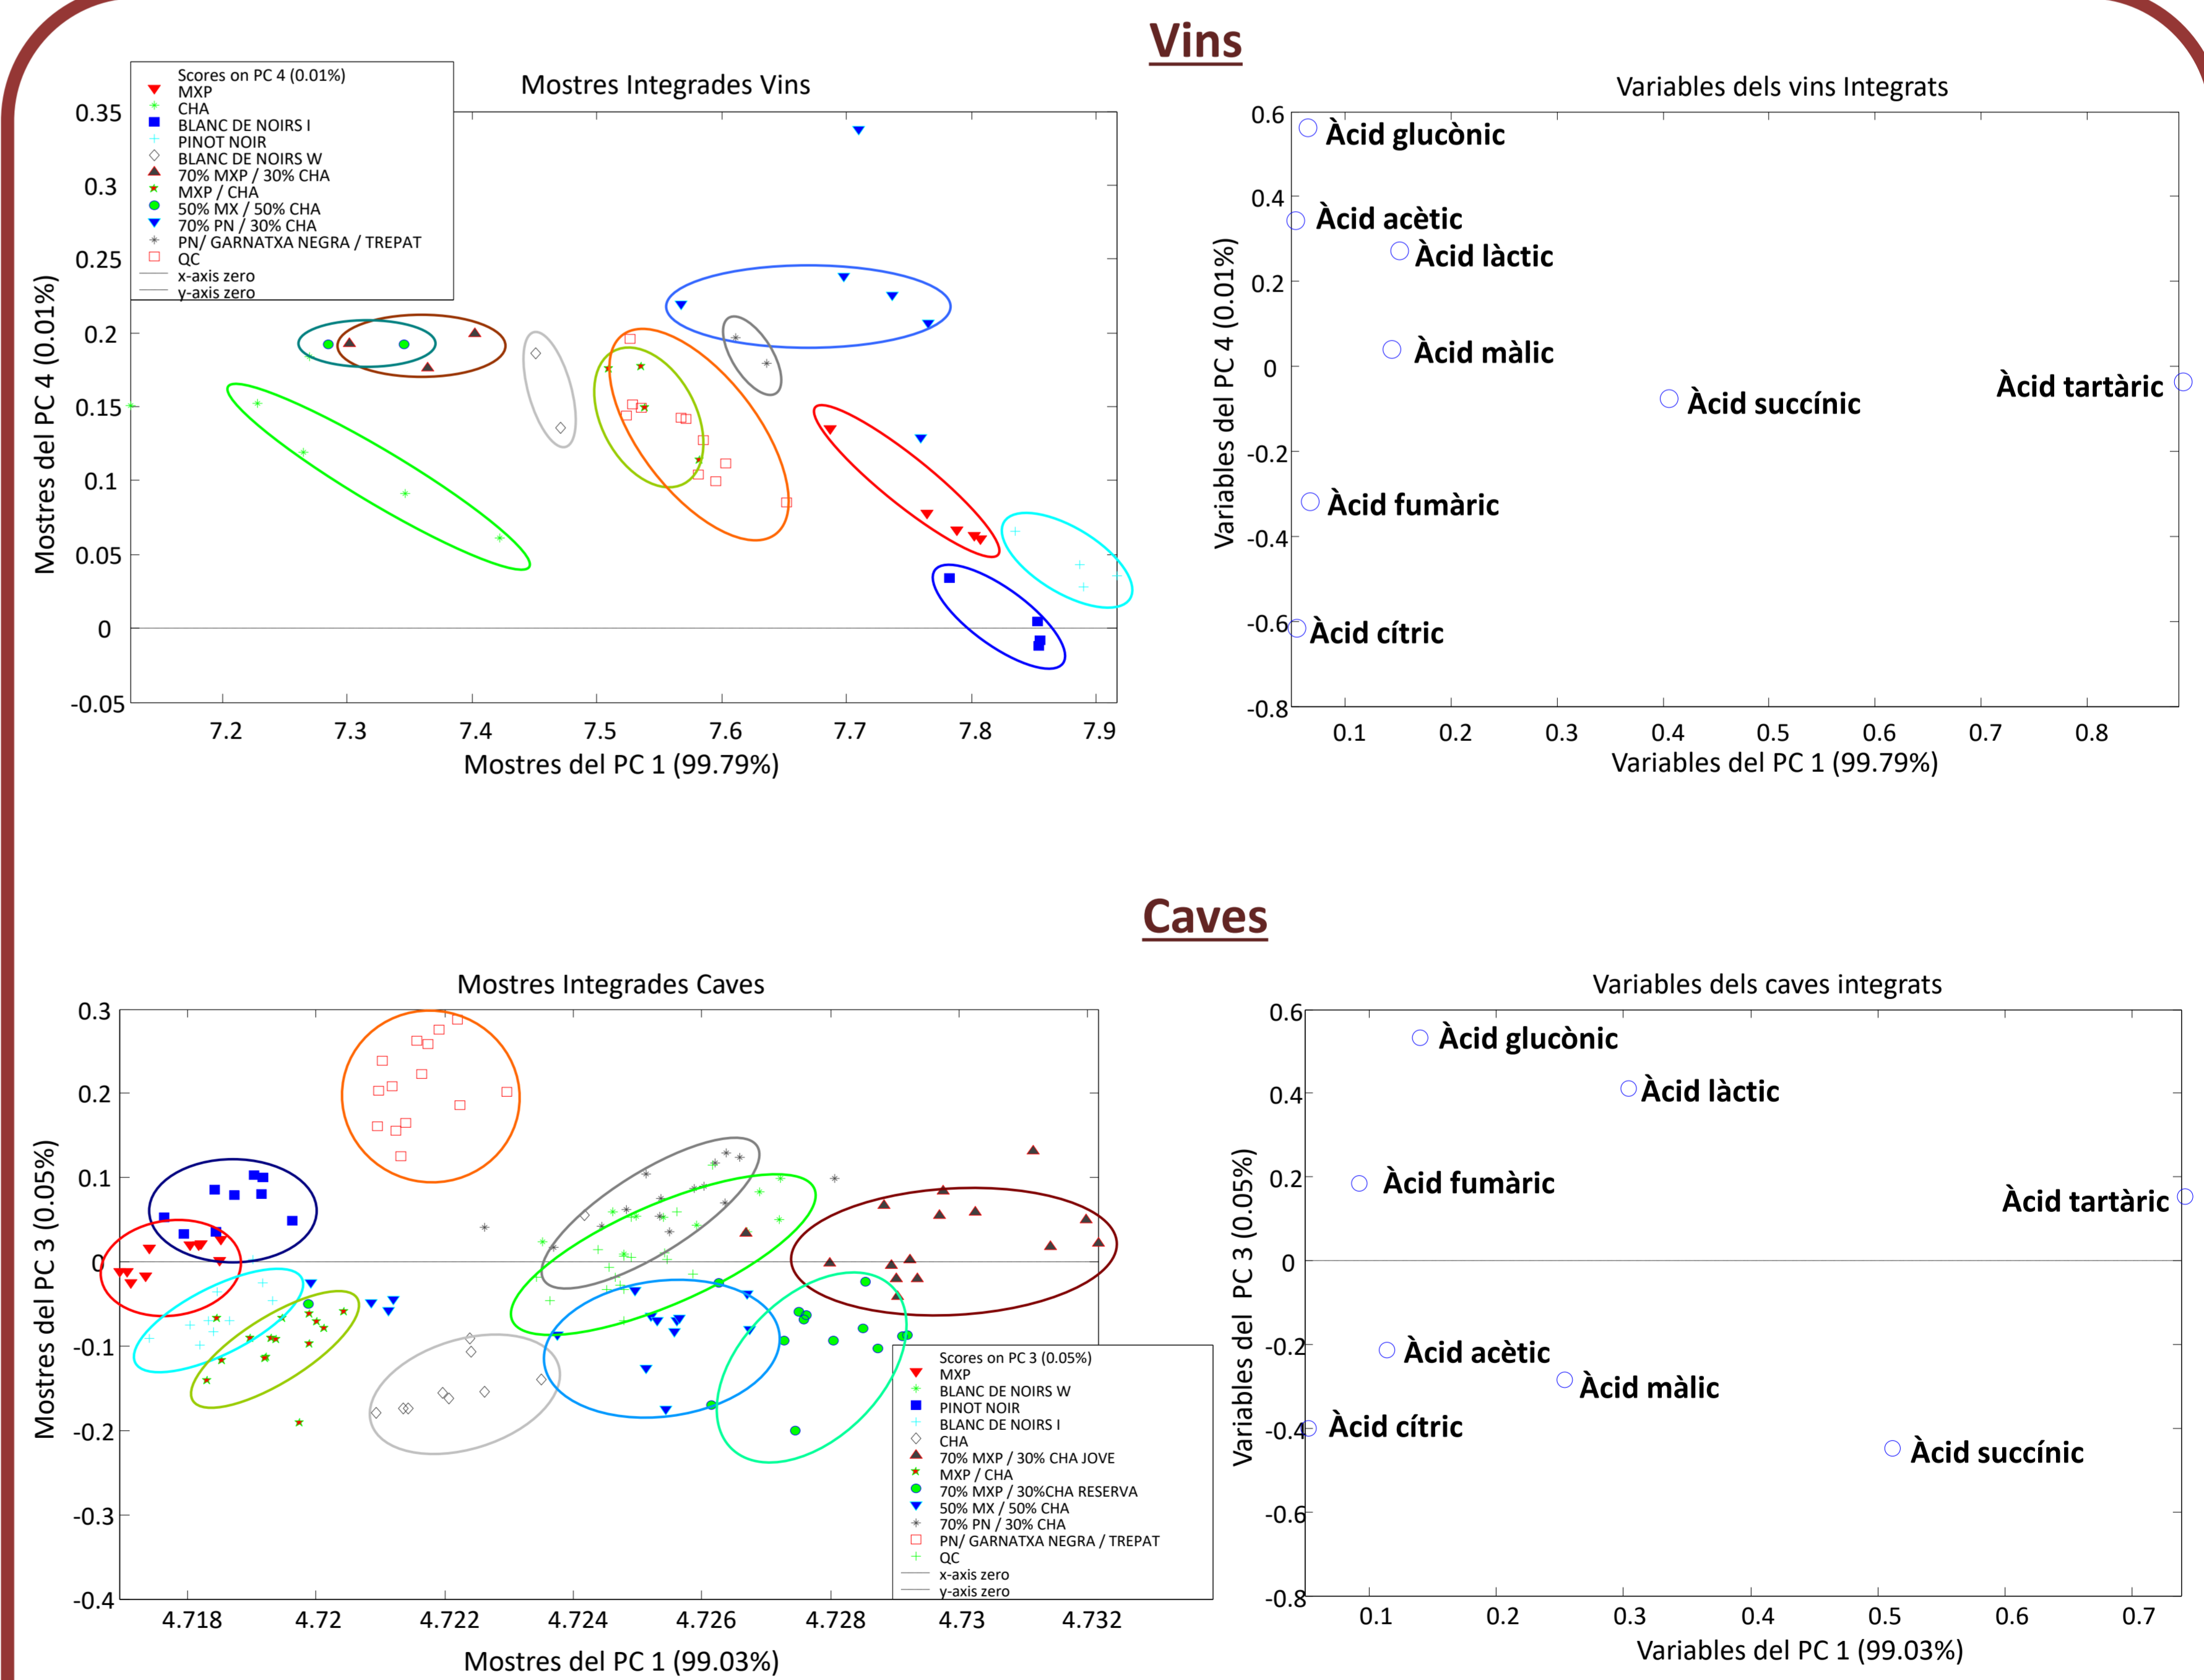 Vins
Mostres Integrades Vins
Scores on PC 4 (0.01%)
MXP
CHA
BLANC DE NOIRS I
PINOT NOIR
BLANC DE NOIRS W
70% MXP / 30% CHA
MXP / CHA
50% MX / 50% CHA
70% PN / 30% CHA
PN/ GARNATXA NEGRA / TREPAT
QC
x-axis zero
y-axis zero
Mostres del PC 4 (0.01%)
0.35
0.3
0.25
0.2
0.15
0.1
0.05
0
-0.05
7.2 7.3 7.4 7.5 7.6 7.7 7.8 7.9
Mostres del PC 1 (99.79%)
Variables dels vins Integrats
Variables del PC 4 (0.01%)
0.6
0.4
0.2
0
-0.2
-0.4
-0.6
-0.8
Àcid glucònic
Àcid acètic
Àcid làctic
Àcid màlic
Àcid tartàric
Àcid succínic
Àcid fumàric
Àcid cítric
0.1 0.2 0.3 0.4 0.5 0.6 0.7 0.8
Variables del PC 1 (99.79%)
Caves
Mostres Integrades Caves
Mostres del PC 3 (0.05%)
0.3
0.2
0.1
0
-0.1
-0.2
-0.3
-0.4
Scores on PC 3 (0.05%)
MXP
BLANC DE NOIRS W
PINOT NOIR
BLANC DE NOIRS I
CHA
70% MXP / 30% CHA JOVE
MXP / CHA
70% MXP / 30%CHA RESERVA
50% MX / 50% CHA
70% PN / 30% CHA
PN/ GARNATXA NEGRA / TREPAT
QC
x-axis zero
y-axis zero
4.718 4.72 4.722 4.724 4.726 4.728 4.73 4.732
Mostres del PC 1 (99.03%)
Variables dels caves integrats
Variables del PC 3 (0.05%)
0.6
0.4
0.2
0
-0.2
-0.4
-0.6
-0.8
Àcid glucònic
Àcid làctic
Àcid fumàric
Àcid tartàric
Àcid acètic
Àcid màlic
Àcid cítric
Àcid succínic
0.1 0.2 0.3 0.4 0.5 0.6 0.7
Variables del PC 1 (99.03%)